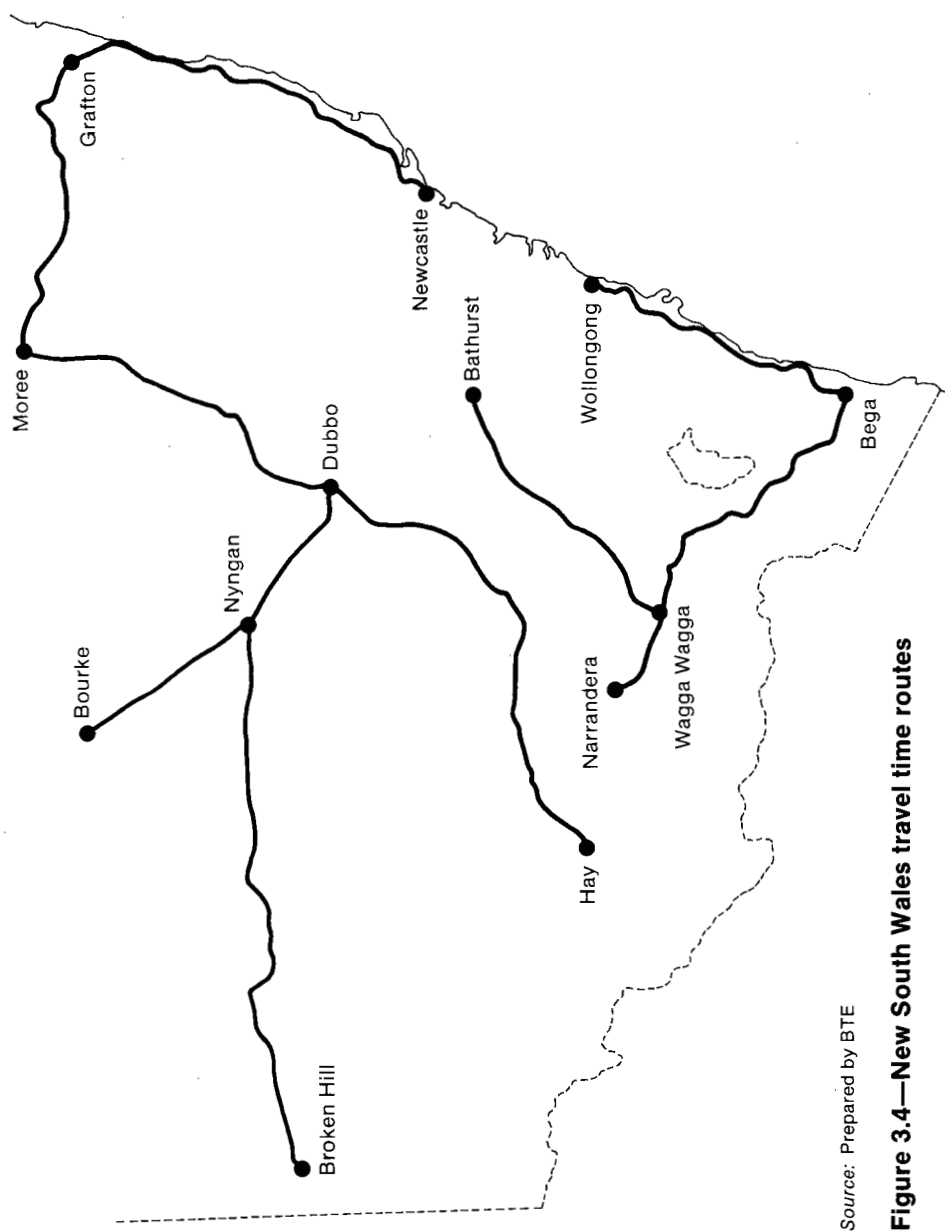 Grafton
Moree
Newcastle
Dubbo
Bathurst
Nyngan
Bourke
Wollongong
Bega
Narrandera
Wagga Wagga
Hay
Broken Hill
Source: Prepared by BTE
Figure 3.4—New South Wales travel time routes